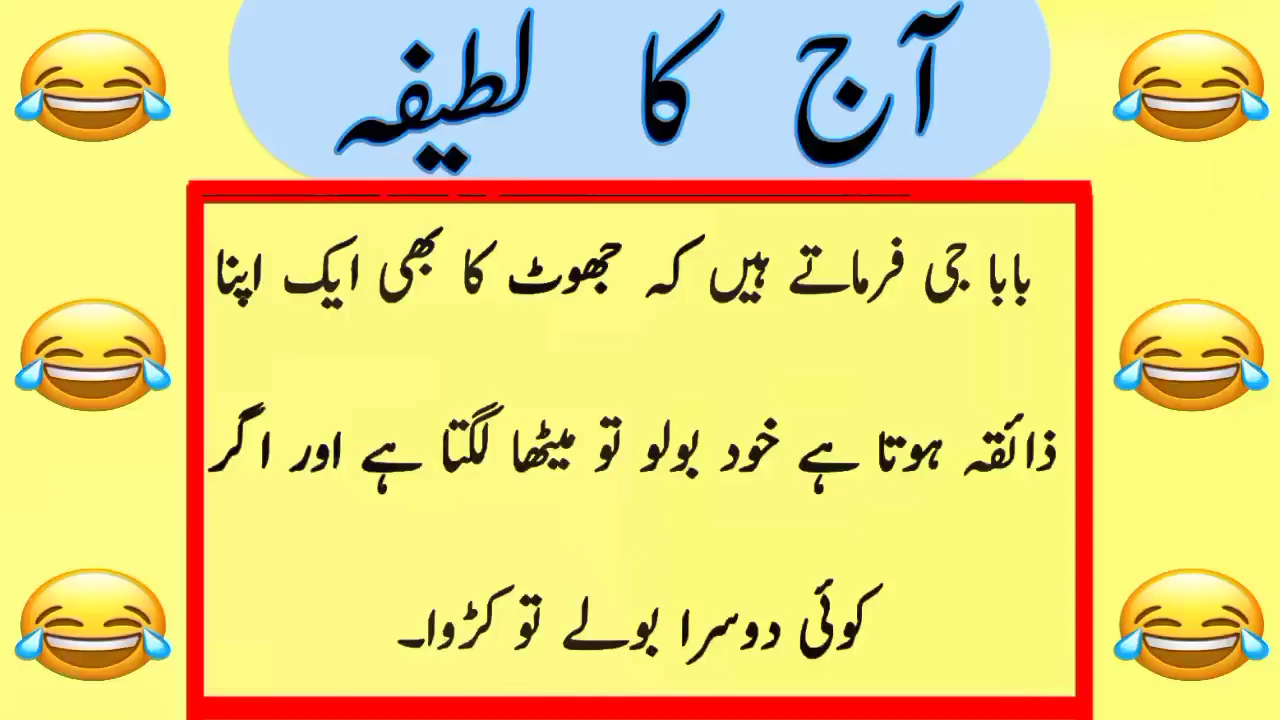 آج کا لطیفہ
بابا جی فرماتے ہیں کہ جھوٹ کا بھی ایک اپنا
ذائقہ ہوتا ہے خود بولو تو میٹھا لگتا ہے اور اگر
کوئی دوسرا بولے تو کڑوا۔